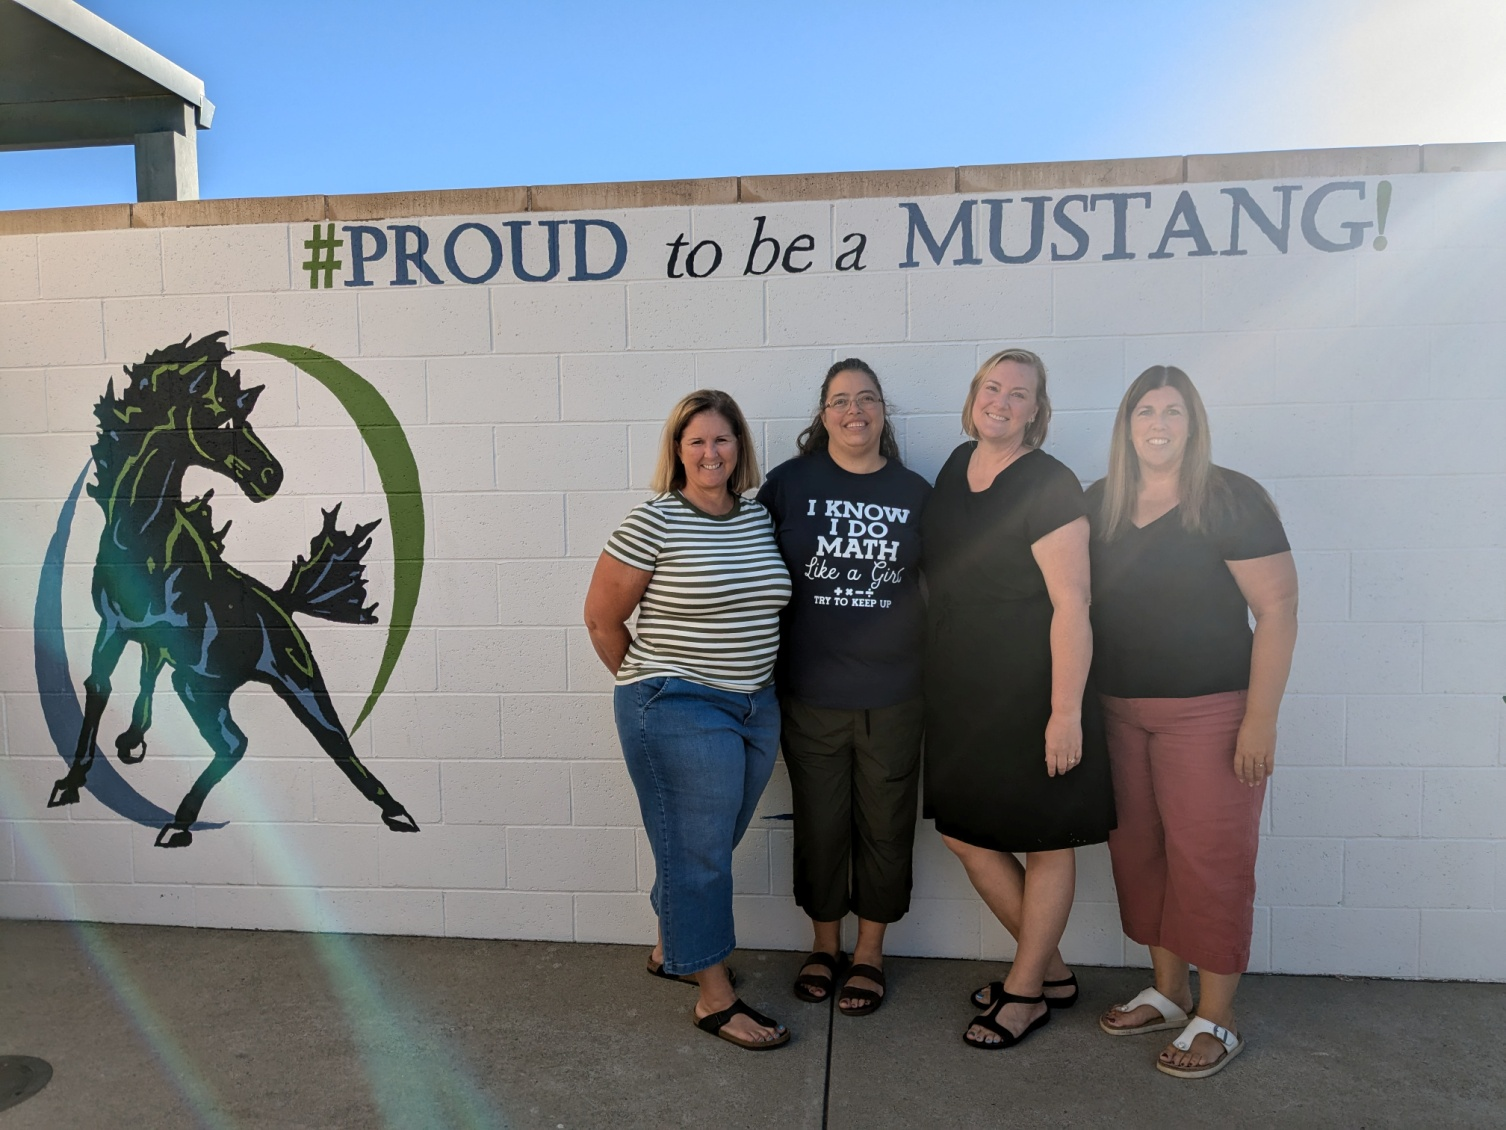 #PROUD to be a MUSTANG!
I KNOW
I DO
MATH
Like a Girl
+ × − ÷
TRY TO KEEP UP